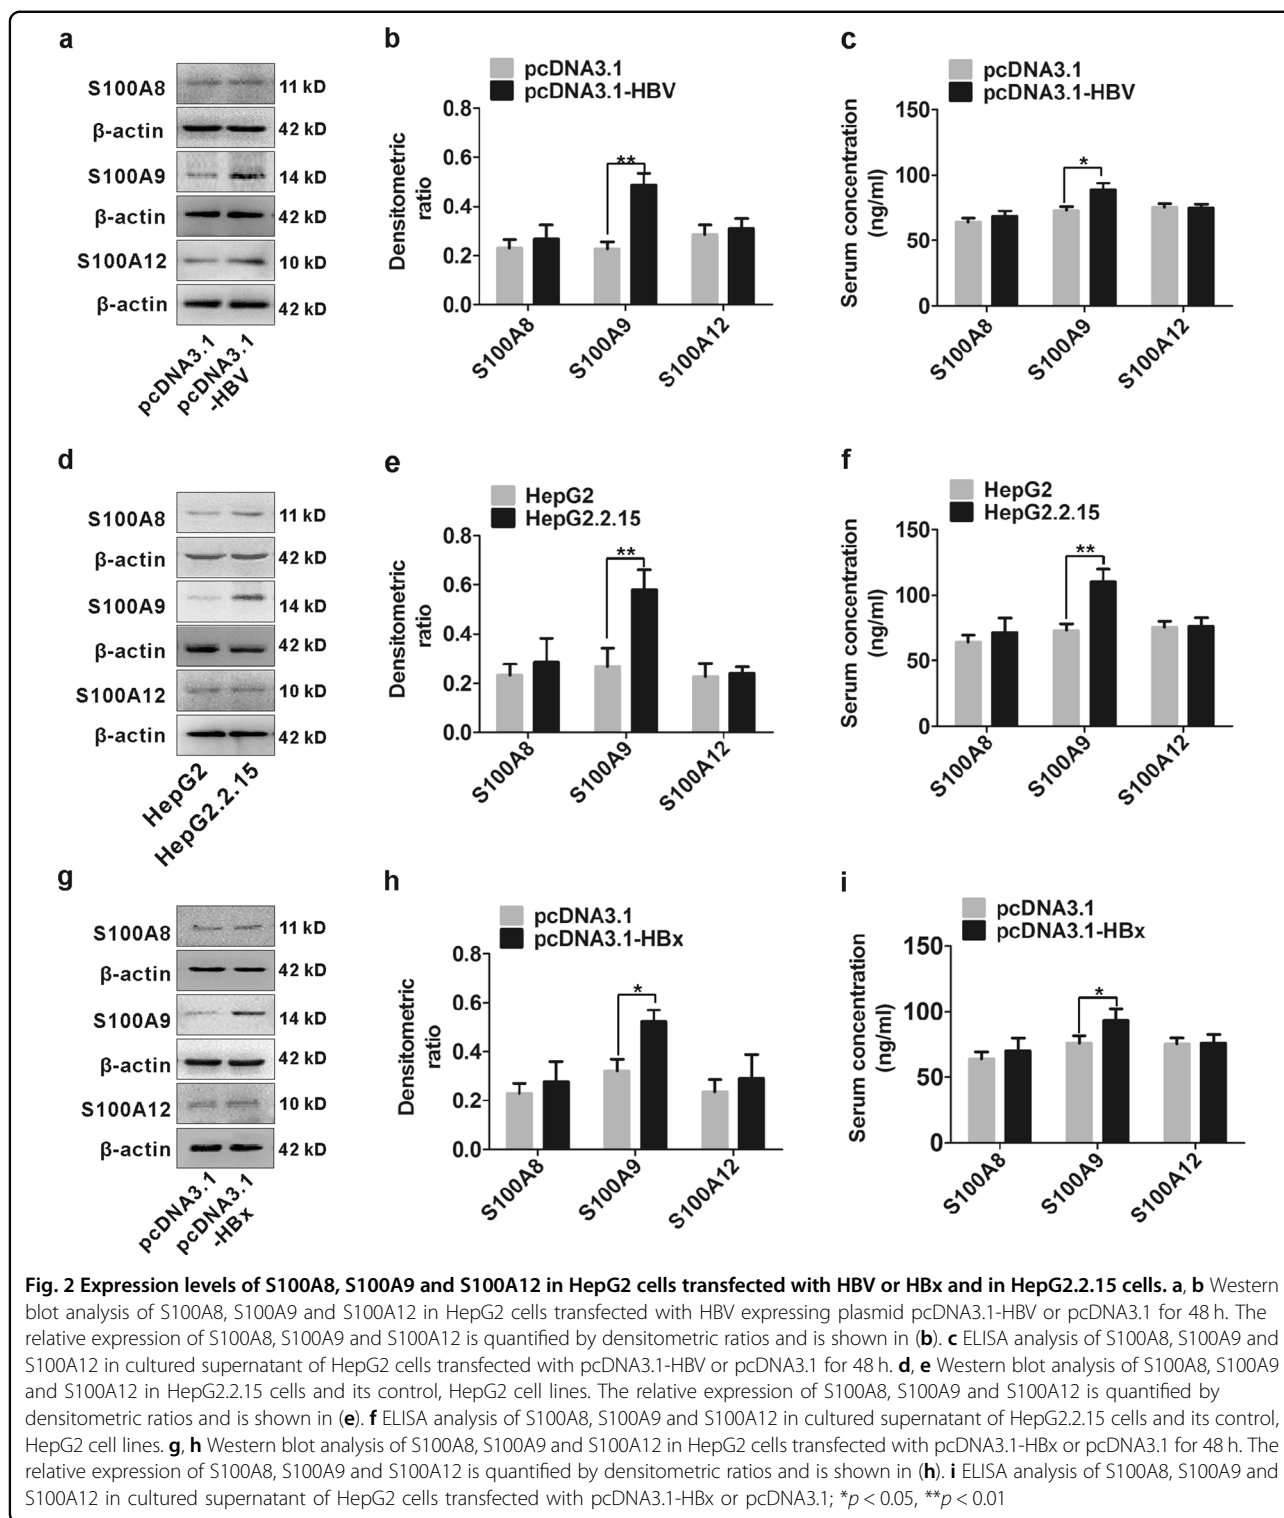 a
S100A8
11 kD
β-actin
42 kD
S100A9
14 kD
β-actin
42 kD
S100A12
10 kD
β-actin
42 kD
pcDNA3.1
pcDNA3.1
-HBV
b
pcDNA3.1
pcDNA3.1-HBV
Densitometric
ratio
0.8
0.6
0.4
0.2
0.0
**
S100A8
S100A9
S100A12
c
pcDNA3.1
pcDNA3.1-HBV
Serum concentration
(ng/ml)
150
100
50
0
*
S100A8
S100A9
S100A12
d
S100A8
11 kD
β-actin
42 kD
S100A9
14 kD
β-actin
42 kD
S100A12
10 kD
β-actin
42 kD
HepG2
HepG2.2.15
e
HepG2
HepG2.2.15
Densitometric
ratio
0.8
0.6
0.4
0.2
0.0
**
S100A8
S100A9
S100A12
f
HepG2
HepG2.2.15
Serum concentration
(ng/ml)
150
100
50
0
**
S100A8
S100A9
S100A12
g
S100A8
11 kD
β-actin
42 kD
S100A9
14 kD
β-actin
42 kD
S100A12
10 kD
β-actin
42 kD
pcDNA3.1
pcDNA3.1
-HBx
h
pcDNA3.1
pcDNA3.1-HBx
Densitometric
ratio
0.8
0.6
0.4
0.2
0.0
*
S100A8
S100A9
S100A12
i
pcDNA3.1
pcDNA3.1-HBx
Serum concentration
(ng/ml)
150
100
50
0
*
S100A8
S100A9
S100A12
Fig. 2 Expression levels of S100A8, S100A9 and S100A12 in HepG2 cells transfected with HBV or HBx and in HepG2.2.15 cells. a, b Western
blot analysis of S100A8, S100A9 and S100A12 in HepG2 cells transfected with HBV expressing plasmid pcDNA3.1-HBV or pcDNA3.1 for 48 h. The
relative expression of S100A8, S100A9 and S100A12 is quantified by densitometric ratios and is shown in (b). c ELISA analysis of S100A8, S100A9 and
S100A12 in cultured supernatant of HepG2 cells transfected with pcDNA3.1-HBV or pcDNA3.1 for 48 h. d, e Western blot analysis of S100A8, S100A9
and S100A12 in HepG2.2.15 cells and its control, HepG2 cell lines. The relative expression of S100A8, S100A9 and S100A12 is quantified by
densitometric ratios and is shown in (e). f ELISA analysis of S100A8, S100A9 and S100A12 in cultured supernatant of HepG2.2.15 cells and its control,
HepG2 cell lines. g, h Western blot analysis of S100A8, S100A9 and S100A12 in HepG2 cells transfected with pcDNA3.1-HBx or pcDNA3.1 for 48 h. The
relative expression of S100A8, S100A9 and S100A12 is quantified by densitometric ratios and is shown in (h). i ELISA analysis of S100A8, S100A9 and
S100A12 in cultured supernatant of HepG2 cells transfected with pcDNA3.1-HBx or pcDNA3.1; *p < 0.05, **p < 0.01